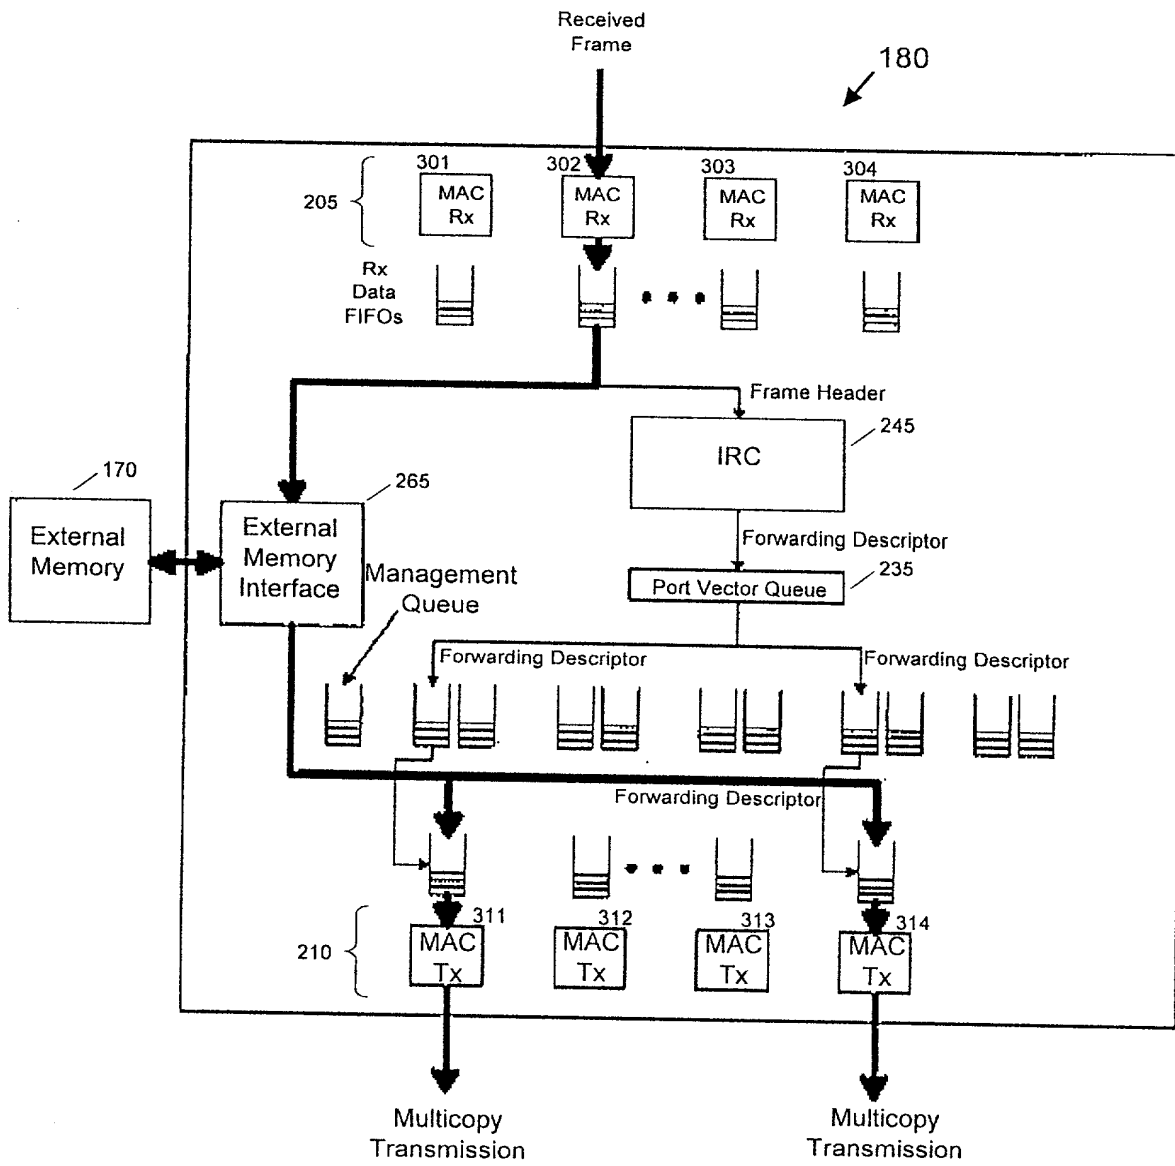 Received
Frame
180
301
302
303
304
205
MAC
Rx
MAC
Rx
MAC
Rx
MAC
Rx
Rx
Data
FIFOs
Frame Header
245
IRC
170
265
External
Memory
External
Memory
Interface
Forwarding Descriptor
235
Port Vector Queue
Management
Queue
Forwarding Descriptor
Forwarding Descriptor
Forwarding Descriptor
311
312
313
314
210
MAC
Tx
MAC
Tx
MAC
Tx
MAC
Tx
Multicopy
Transmission
Multicopy
Transmission